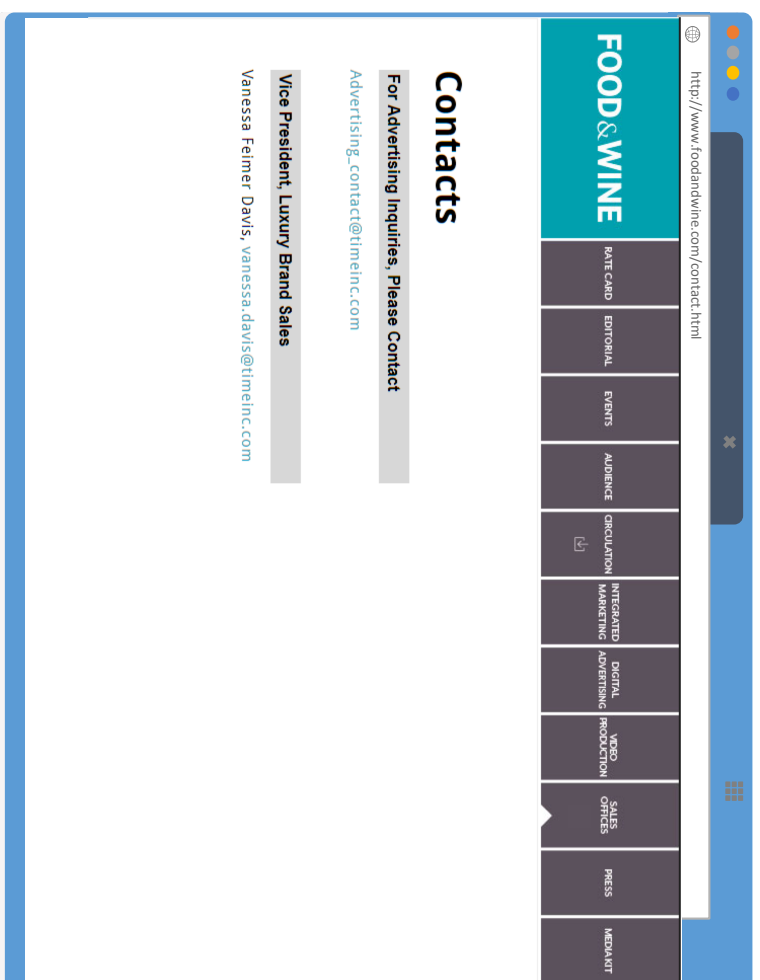 http://www.foodandwine.com/contact.html
FOOD&WINE
RATE CARD
EDITORIAL
EVENTS
AUDIENCE
CIRCULATION
INTEGRATED
MARKETING
DIGITAL
ADVERTISING
VIDEO
PRODUCTION
SALES
OFFICES
PRESS
MEDIA KIT
Contacts
For Advertising Inquiries, Please Contact
Advertising_contact@timeinc.com
Vice President, Luxury Brand Sales
Vanessa Feimer Davis, vanessa.davis@timeinc.com